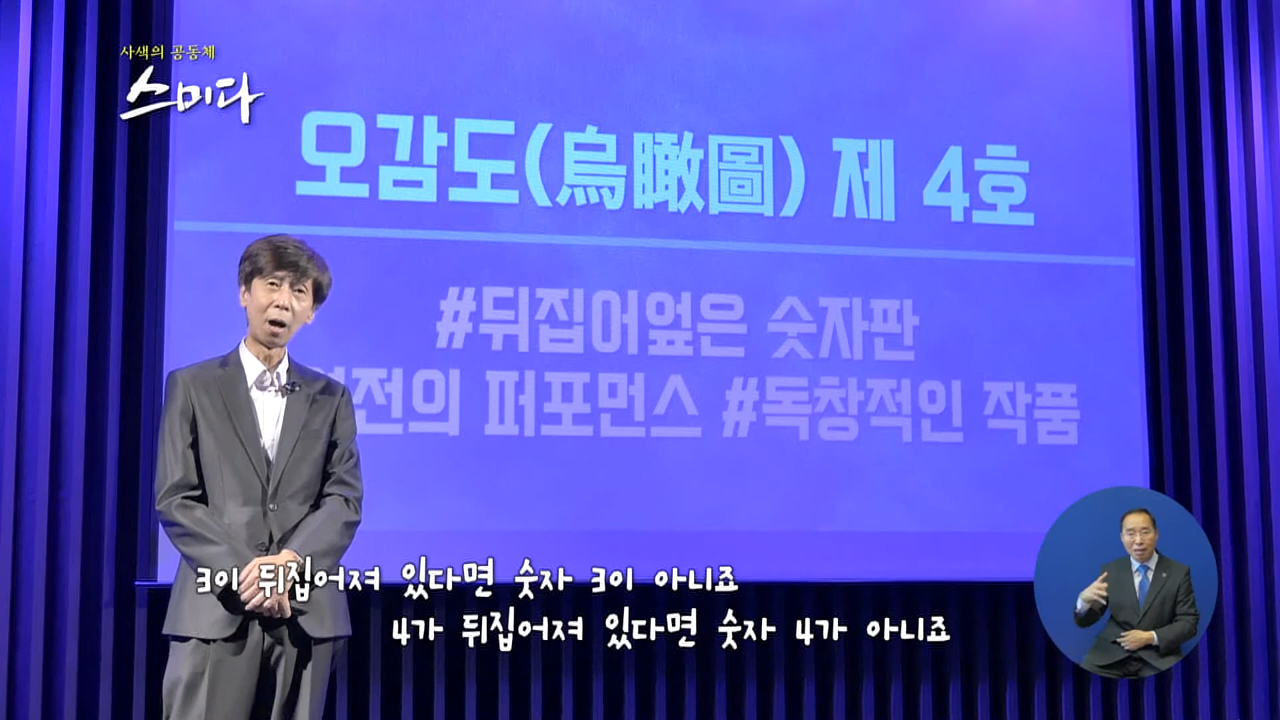 사색의 공동체
스미다
오감도(烏瞰圖) 제 4호
#뒤집어엎은 숫자판
퍼포먼스 #독창적인 작품
3이 뒤집어져 있다면 숫자 3이 아니죠
4가 뒤집어져 있다면 숫자 4가 아니죠